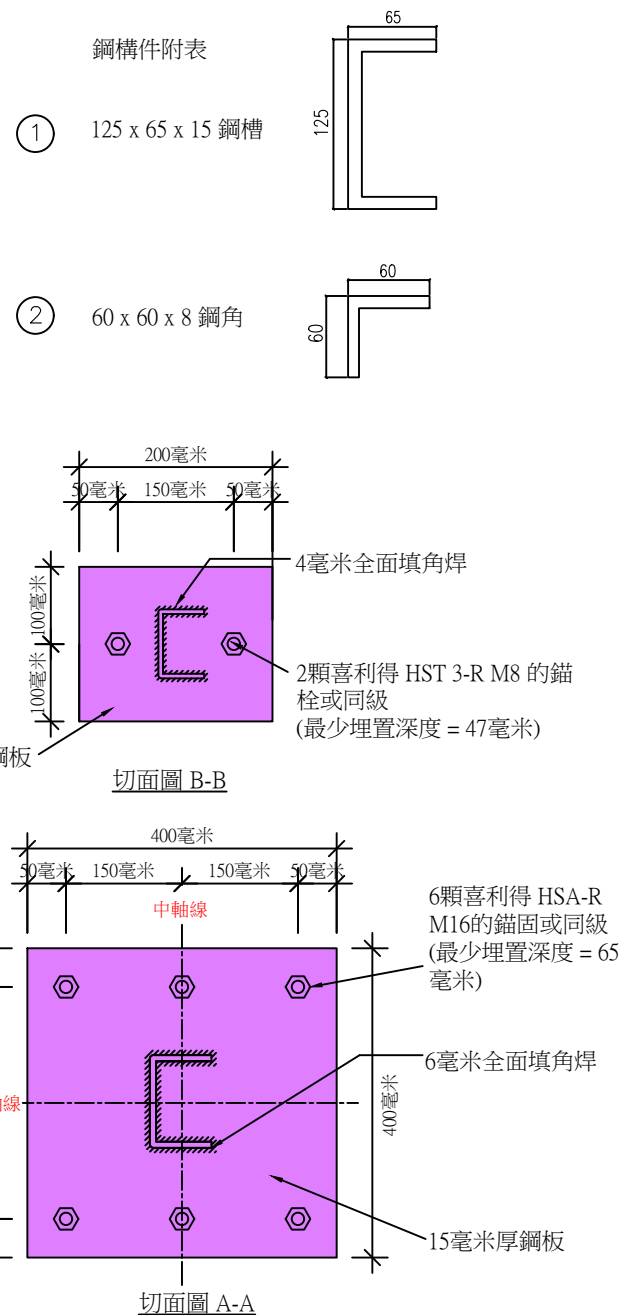 鋼構件附表
65
125
1
125 x 65 x 15 鋼槽
60
60
2
60 x 60 x 8 鋼角
200毫米
50毫米
150毫米
50毫米
100毫米
100毫米
4毫米全面填角焊
2顆喜利得 HST 3-R M8 的錨
栓或同級
(最少埋置深度 = 47毫米)
鋼板
切面圖 B-B
400毫米
50毫米
150毫米
150毫米
50毫米
中軸線
6顆喜利得 HSA-R
M16的錨固或同級
(最少埋置深度 = 65
毫米)
6毫米全面填角焊
軸線
400毫米
15毫米厚鋼板
切面圖 A-A